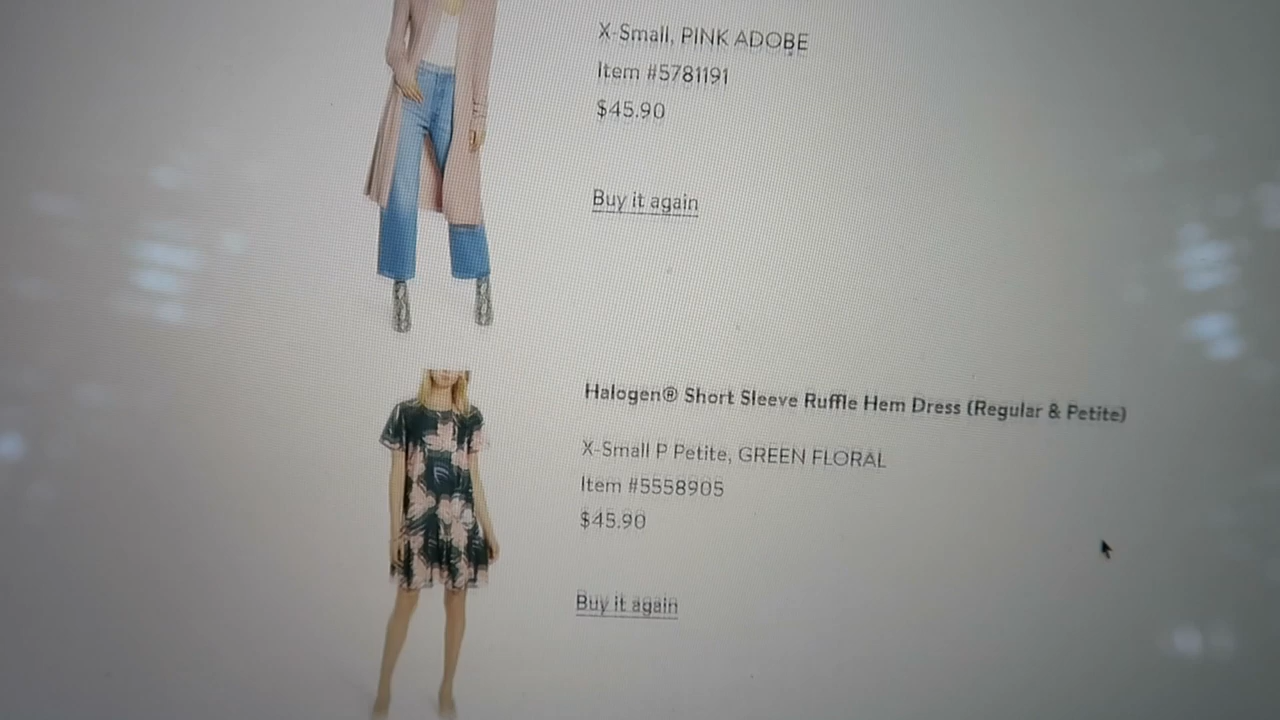 X-Small, PINK ADOBE
Item #5781191
$45.90
Buy it again
Halogen® Short Sleeve Ruffle Hem Dress (Regular & Petite)
X-Small P Petite, GREEN FLORAL
Item #5558905
$45.90
Buy it again